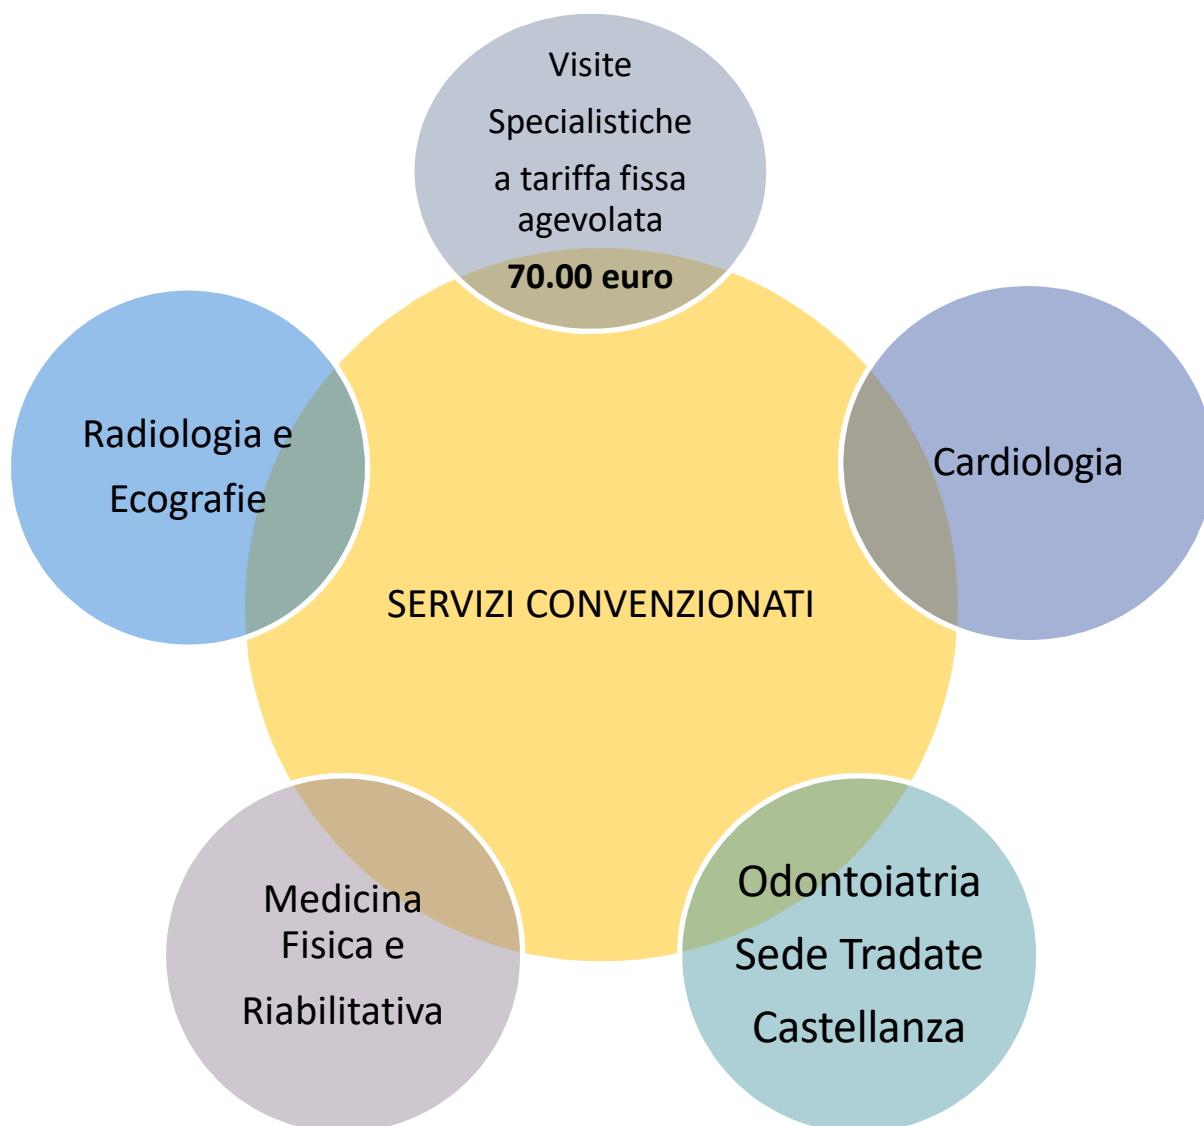 Visite
Specialistiche
a tariffa fissa
agevolata
70.00 euro
Radiologia e
Ecografie
Cardiologia
SERVIZI CONVENZIONATI
Medicina
Fisica e
Riabilitativa
Odontoiatria
Sede Tradate
Castellanza